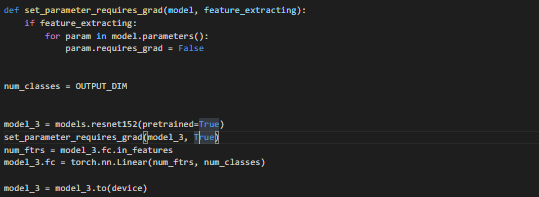 def set_parameter_requires_grad(model, feature_extracting):
    if feature_extracting:
        for param in model.parameters():
            param.requires_grad = False
num_classes = OUTPUT_DIM
model_3 = models.resnet152(pretrained=True)
set_parameter_requires_grad(model_3, True)
num_ftrs = model_3.fc.in_features
model_3.fc = torch.nn.Linear(num_ftrs, num_classes)
model_3 = model_3.to(device)